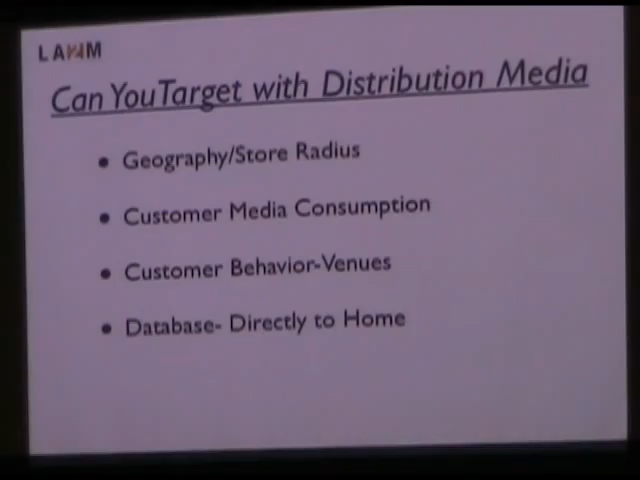 Can You Target with Distribution Media
Geography/Store Radius
Customer Media Consumption
Customer Behavior-Venues
Database- Directly to Home